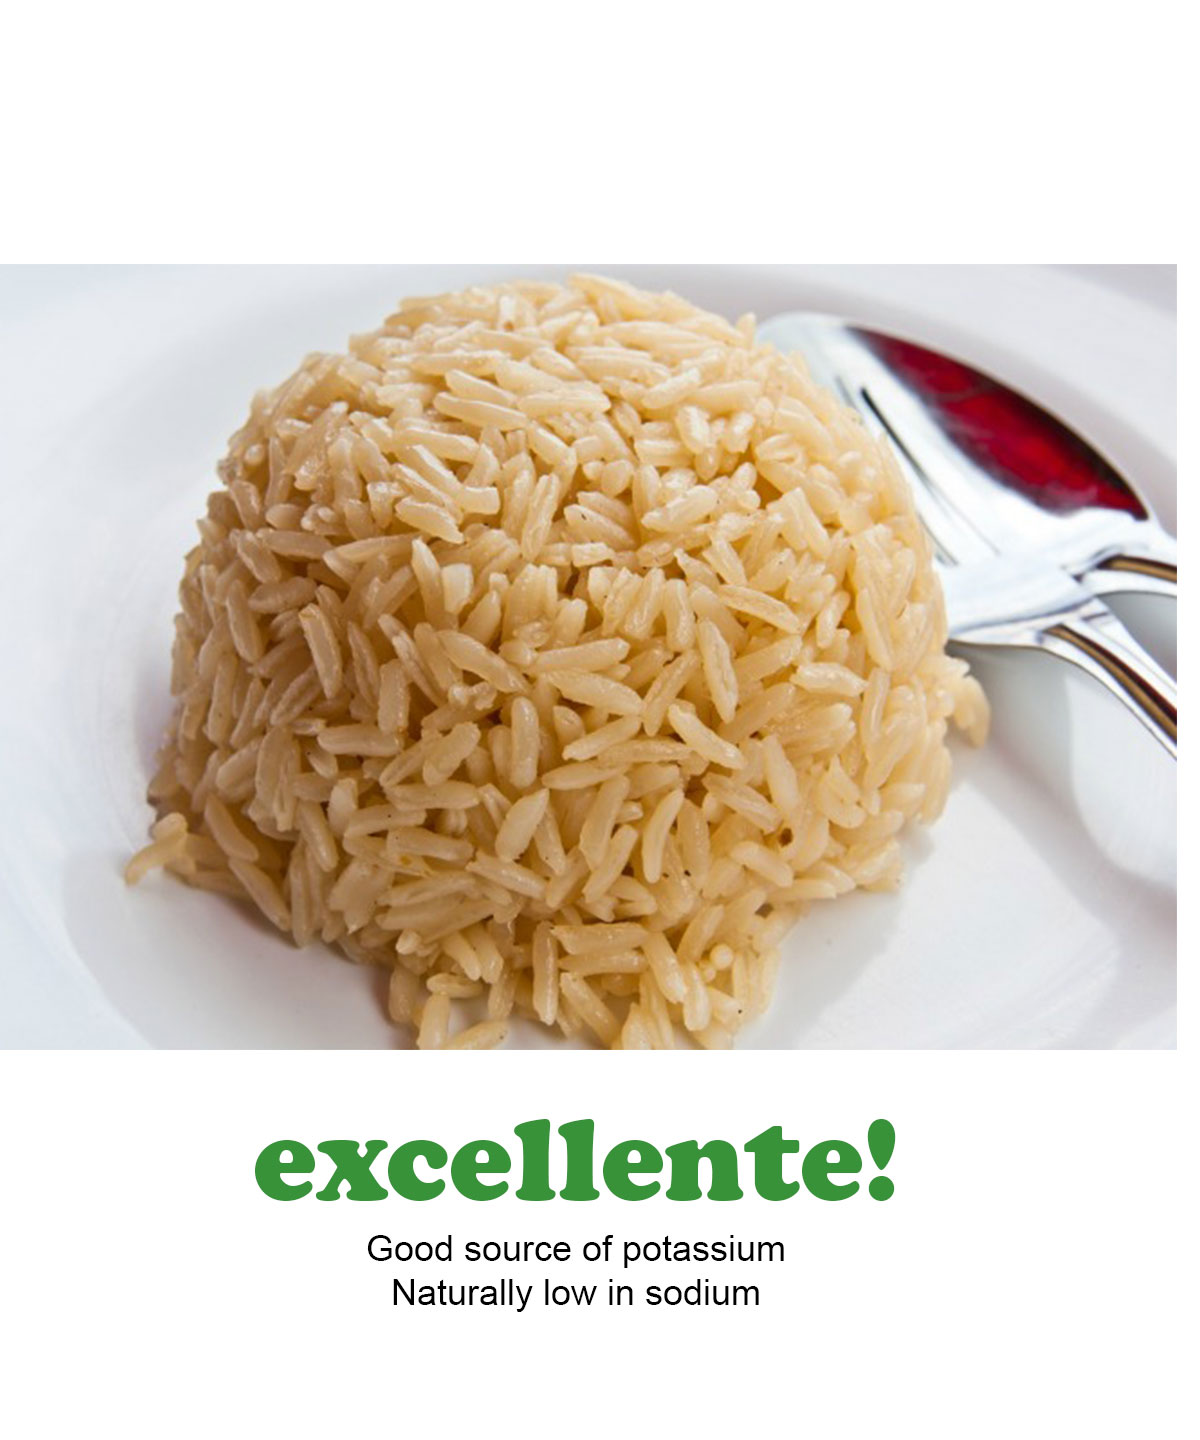 excellente!
Good source of potassium
Naturally low in sodium